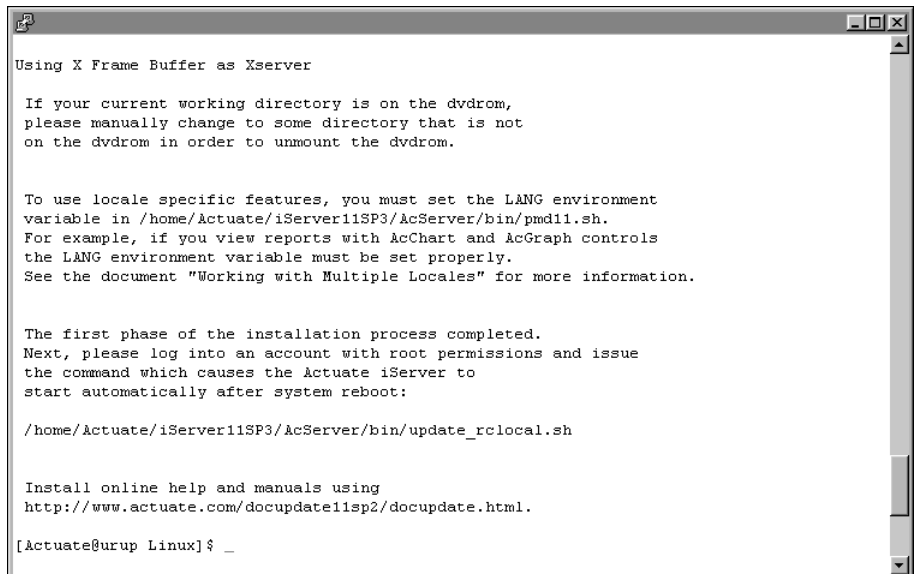 Using X Frame Buffer as Xserver
If your current working directory is on the dvdrom,
please manually change to some directory that is not
on the dvdrom in order to unmount the dvdrom.
To use locale specific features, you must set the LANG environment
variable in /home/Actuate/iServer11SP3/AcServer/bin/pmd11.sh.
For example, if you view reports with AcChart and AcGraph controls
the LANG environment variable must be set properly.
See the document "Working with Multiple Locales" for more information.
The first phase of the installation process completed.
Next, please log into an account with root permissions and issue
the command which causes the Actuate iServer to
start automatically after system reboot:
/home/Actuate/iServer11SP3/AcServer/bin/update_rclocal.sh
Install online help and manuals using
http://www.actuate.com/docupdate11sp2/docupdate.html.
[Actuate@urup Linux]$ _